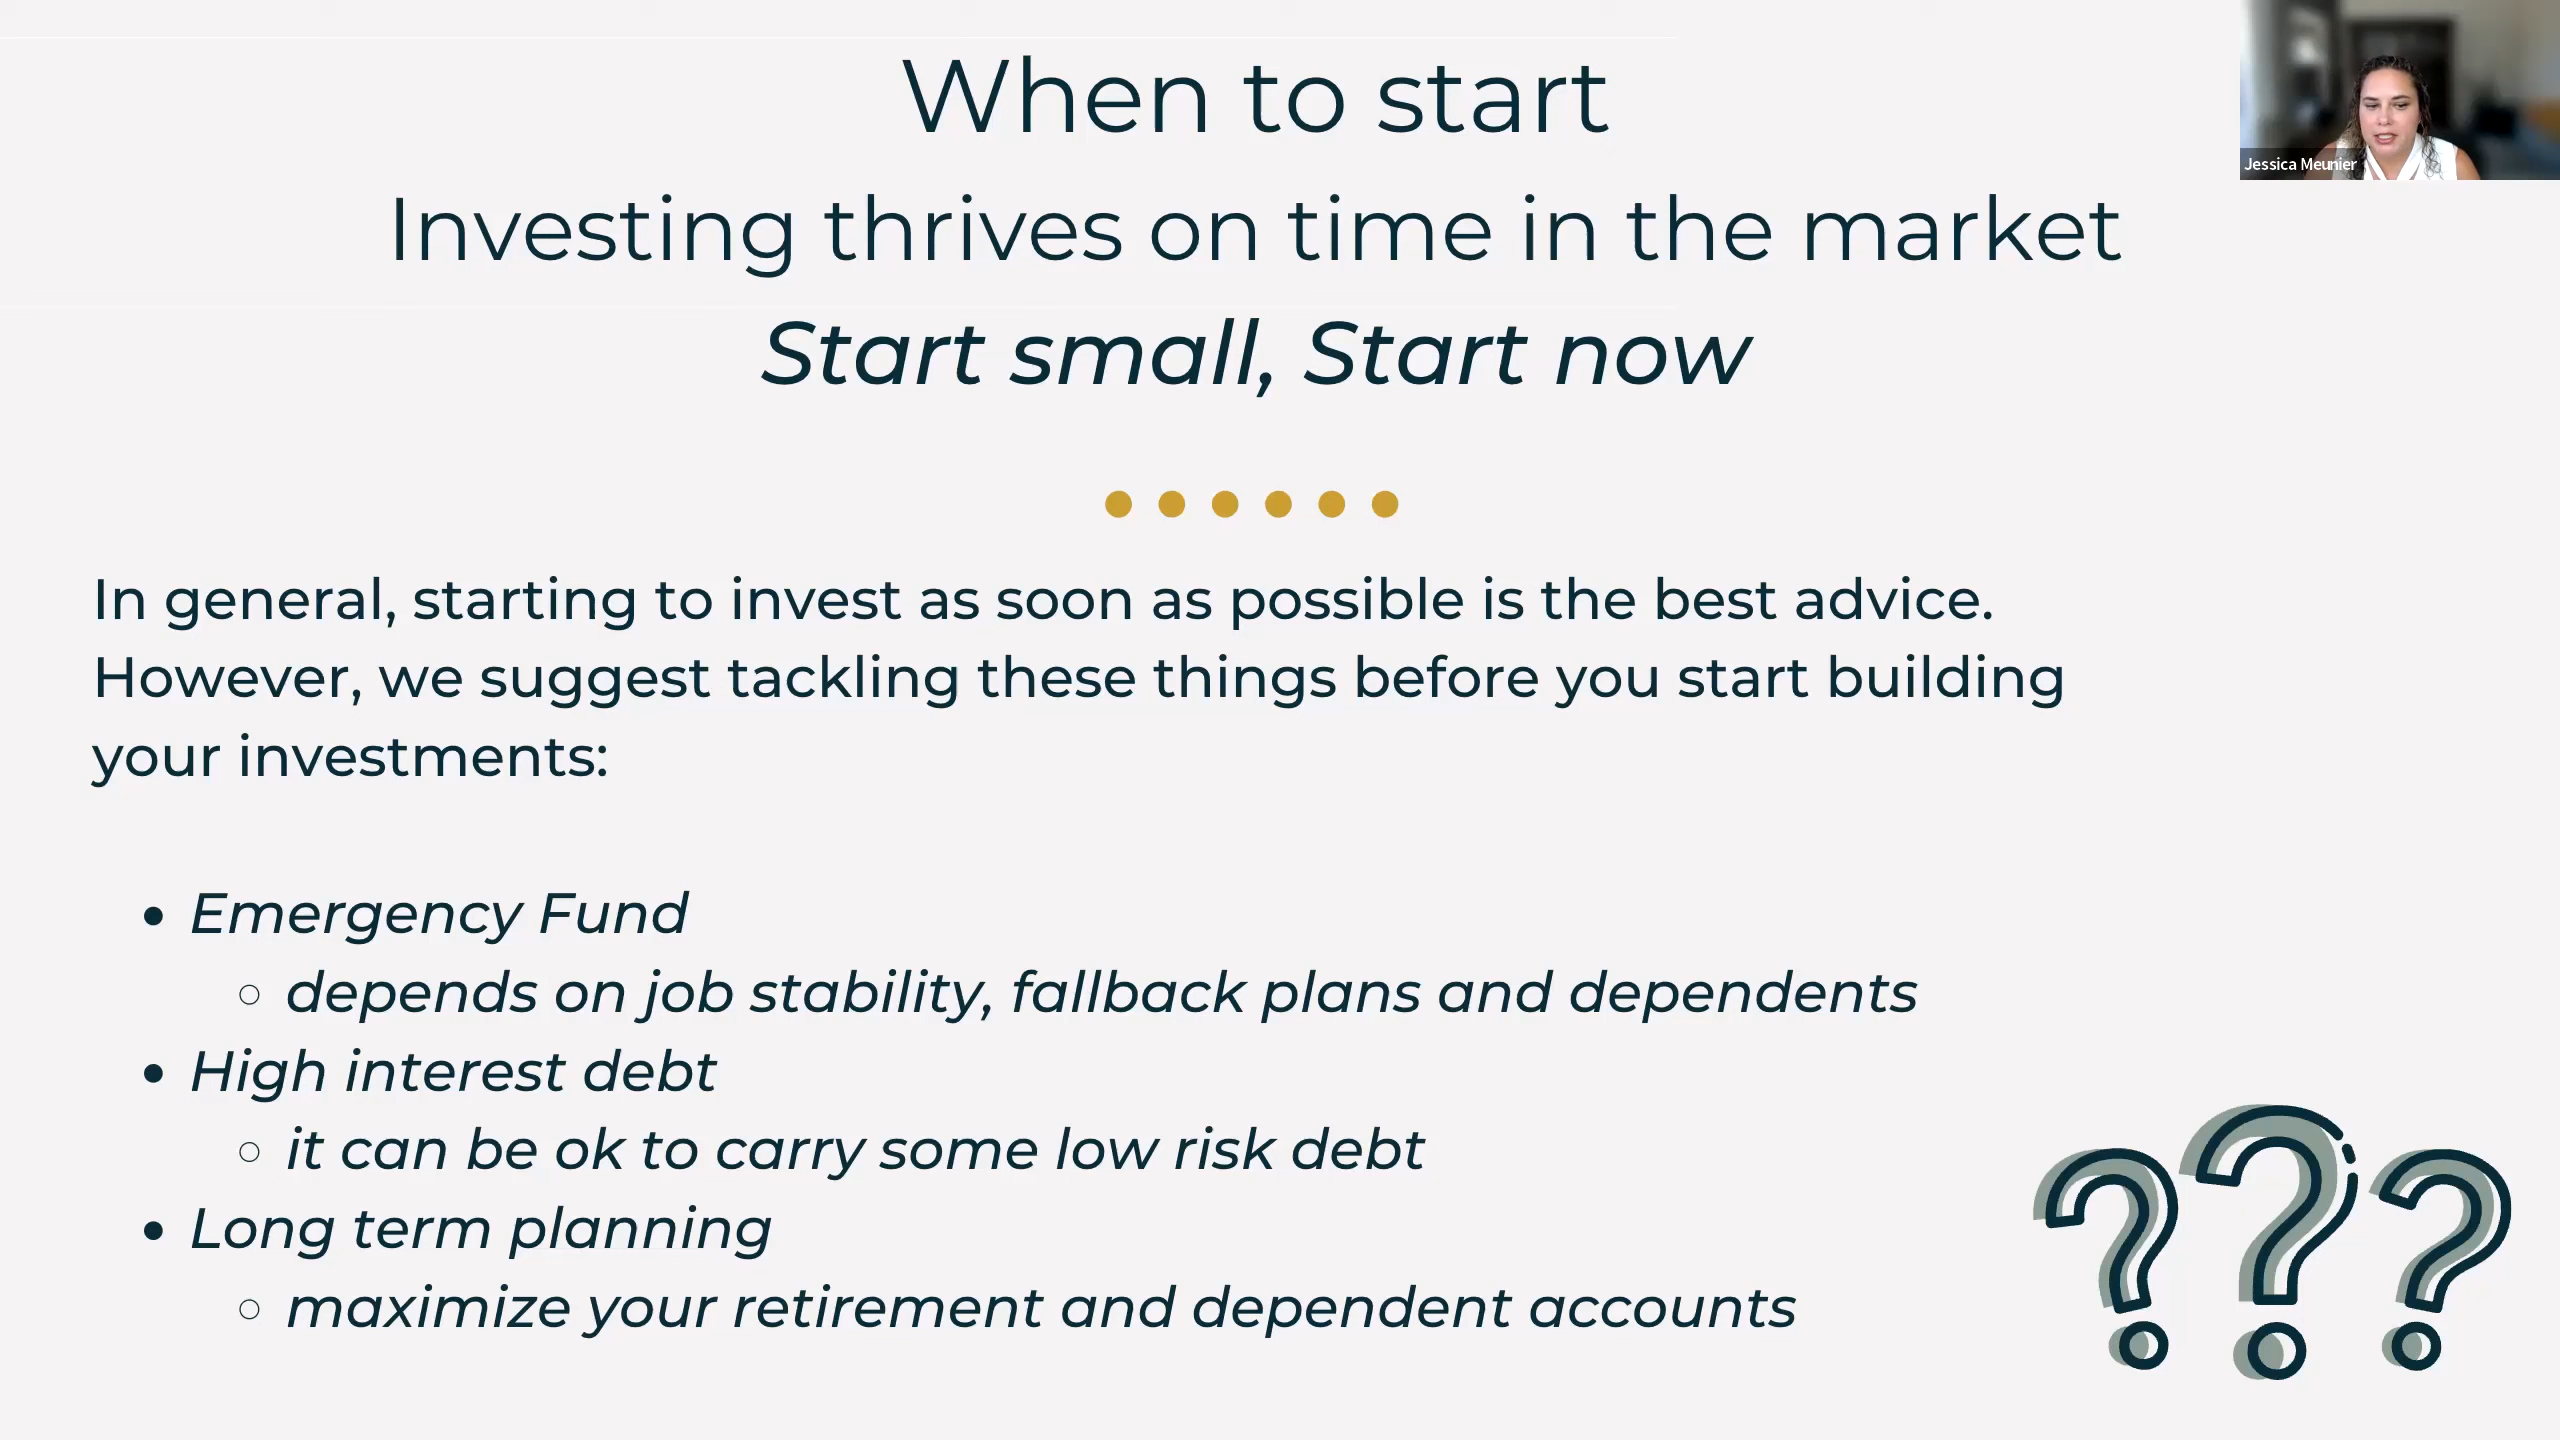 When to start
Investing thrives on time in the market
Start small, Start now
Jessica Meunier
In general, starting to invest as soon as possible is the best advice.
However, we suggest tackling these things before you start building
your investments:
• Emergency Fund
◦ depends on job stability, fallback plans and dependents
• High interest debt
◦ it can be ok to carry some low risk debt
• Long term planning
◦ maximize your retirement and dependent accounts
???